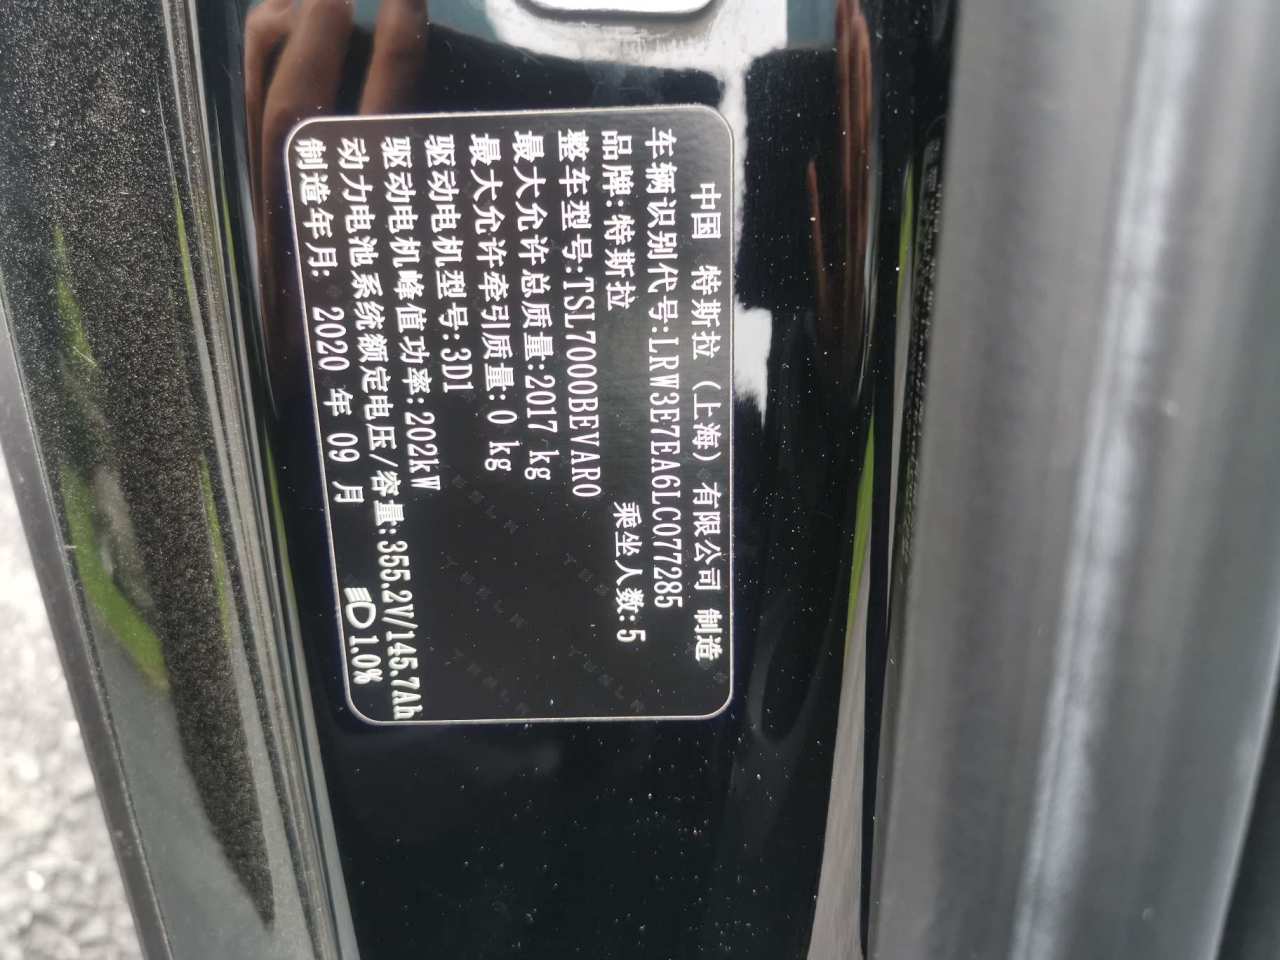 中国 特斯拉（上海）有限公司 制造
车辆识别代号:LRW3E7EA6LC077285
品牌:特斯拉 乘坐人数:5
整车型号:TSL7000BEVAR0
最大允许总质量:2017 kg
最大允许牵引质量:0 kg
驱动电机型号:3D1
驱动电机峰值功率:202kW
动力电池系统额定电压/容量:355.2V/145.7Ah
制造年月: 2020 年 09 月 1.0%